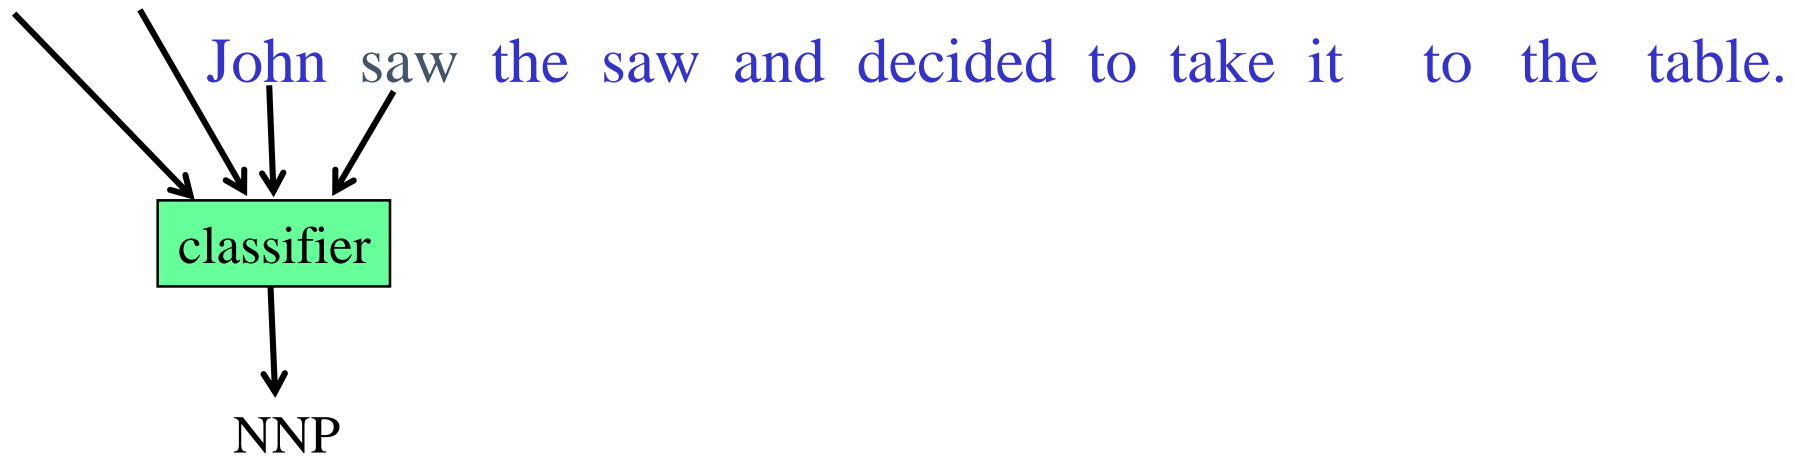 John saw the saw and decided to take it to the table.
classifier
NNP